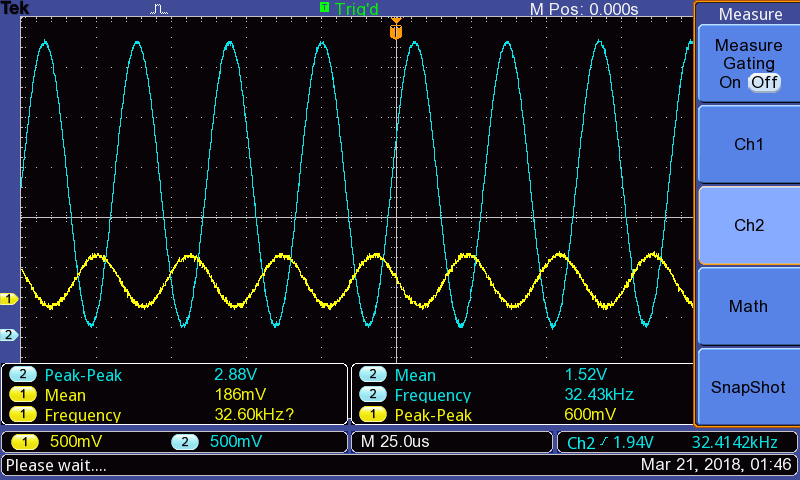 Tek T Trig'd M Pos: 0.000s Measure
T
Measure
Gating
On Off
Ch1
Ch2
Math
SnapShot
1
2
2 Peak-Peak 2.88V 2 Mean 1.52V
1 Mean 186mV 2 Frequency 32.43kHz
1 Frequency 32.60kHz? 1 Peak-Peak 600mV
1 500mV 2 500mV M 25.0us Ch2 1.94V 32.4142kHz
Please wait.... Mar 21, 2018, 01:46